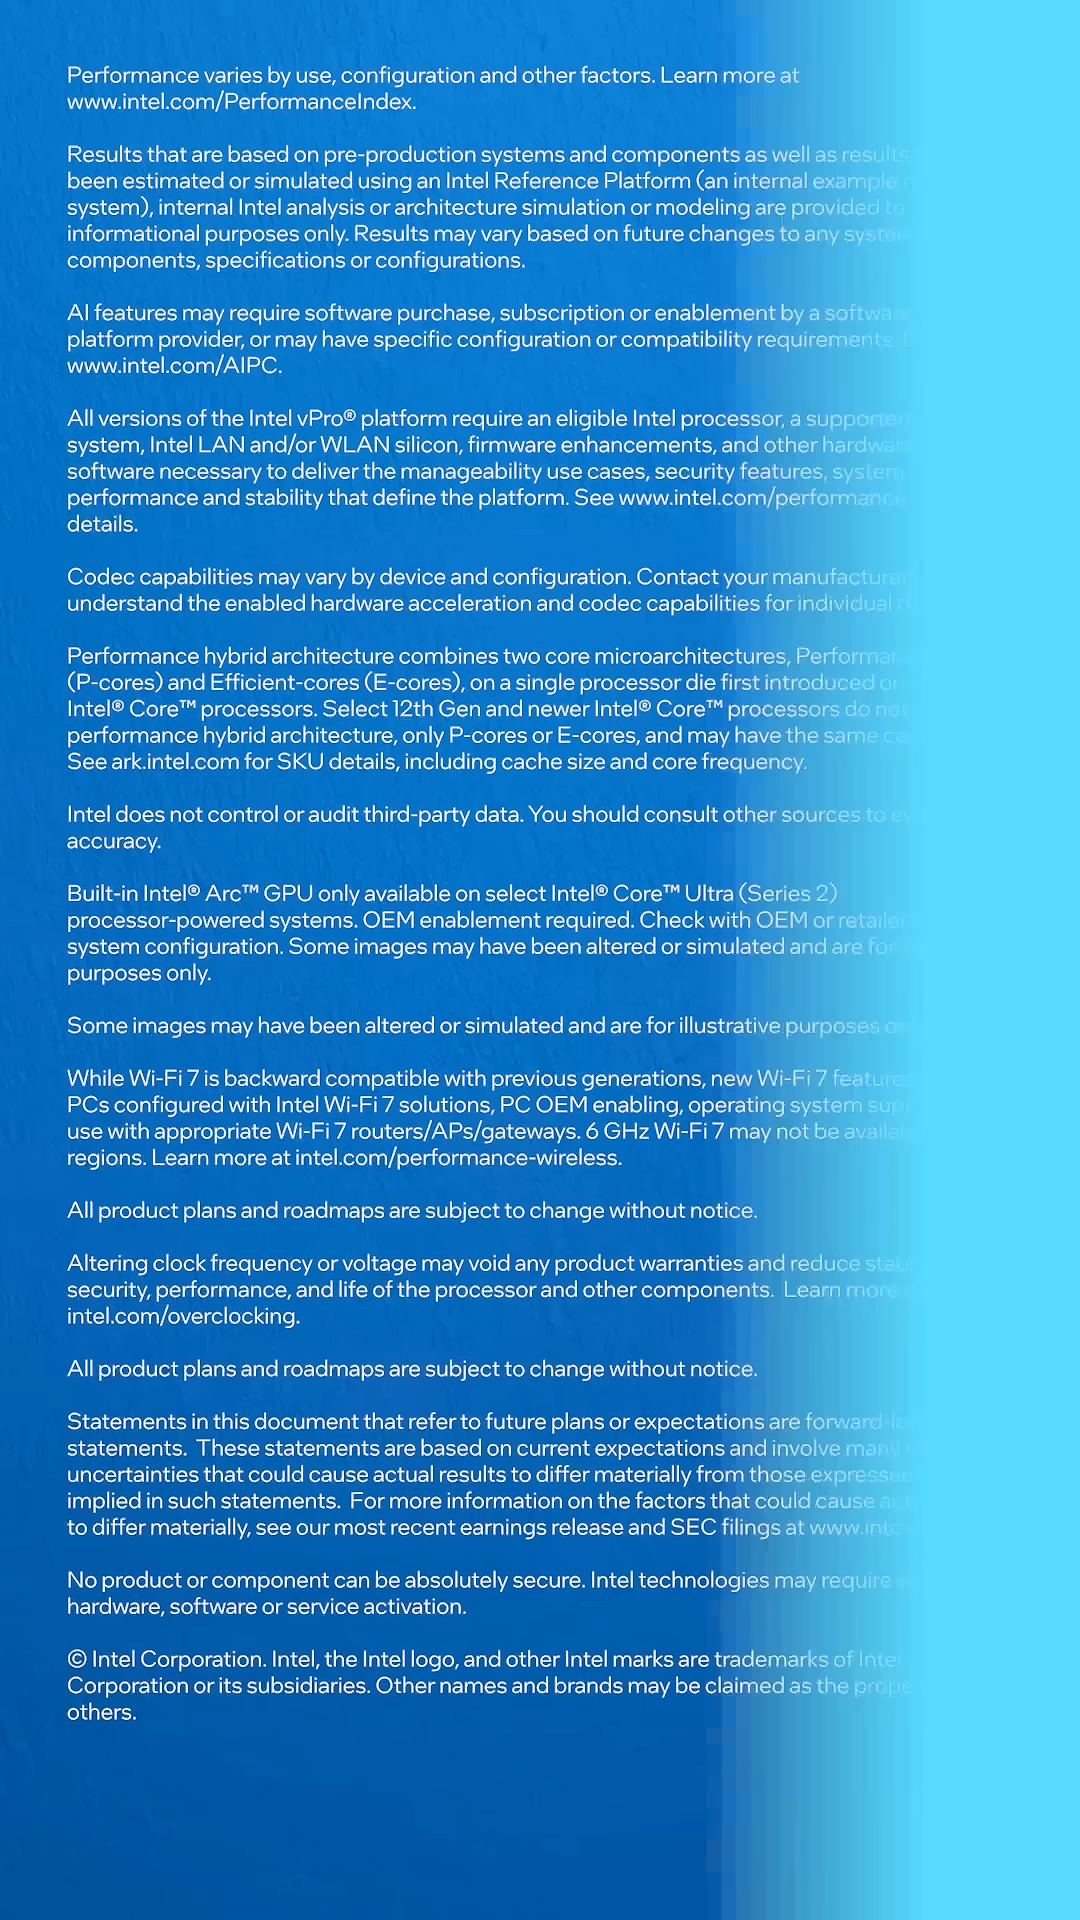 Performance varies by use, configuration and other factors. Learn more at
www.intel.com/PerformanceIndex.
Results that are based on pre-production systems and components as well as results
been estimated or simulated using an Intel Reference Platform (an internal example
system), internal Intel analysis or architecture simulation or modeling are provided to
informational purposes only. Results may vary based on future changes to any
components, specifications or configurations.
AI features may require software purchase, subscription or enablement by a
platform provider, or may have specific configuration or compatibility requirements.
www.intel.com/AIPC.
All versions of the Intel vPro® platform require an eligible Intel processor, a
system, Intel LAN and/or WLAN silicon, firmware enhancements, and other
software necessary to deliver the manageability use cases, security features, system
performance and stability that define the platform. See www.intel.com/performance
details.
Codec capabilities may vary by device and configuration. Contact your
understand the enabled hardware acceleration and codec capabilities for individual
Performance hybrid architecture combines two core microarchitectures,
(P-cores) and Efficient-cores (E-cores), on a single processor die first introduced
Intel® Core™ processors. Select 12th Gen and newer Intel® Core™ processors do not
performance hybrid architecture, only P-cores or E-cores, and may have the same
See ark.intel.com for SKU details, including cache size and core frequency.
Intel does not control or audit third-party data. You should consult other sources to
accuracy.
Built-in Intel® Arc™ GPU only available on select Intel® Core™ Ultra (Series 2)
processor-powered systems. OEM enablement required. Check with OEM or
system configuration. Some images may have been altered or simulated and are for
purposes only.
Some images may have been altered or simulated and are for illustrative purposes
While Wi-Fi 7 is backward compatible with previous generations, new Wi-Fi 7
PCs configured with Intel Wi-Fi 7 solutions, PC OEM enabling, operating system
use with appropriate Wi-Fi 7 routers/APs/gateways. 6 GHz Wi-Fi 7 may not be
regions. Learn more at intel.com/performance-wireless.
All product plans and roadmaps are subject to change without notice.
Altering clock frequency or voltage may void any product warranties and reduce
security, performance, and life of the processor and other components. Learn more
intel.com/overclocking.
All product plans and roadmaps are subject to change without notice.
Statements in this document that refer to future plans or expectations are
statements. These statements are based on current expectations and involve many
uncertainties that could cause actual results to differ materially from those
implied in such statements. For more information on the factors that could cause
to differ materially, see our most recent earnings release and SEC filings at
No product or component can be absolutely secure. Intel technologies may require
hardware, software or service activation.
© Intel Corporation. Intel, the Intel logo, and other Intel marks are trademarks of
Corporation or its subsidiaries. Other names and brands may be claimed as the
others.